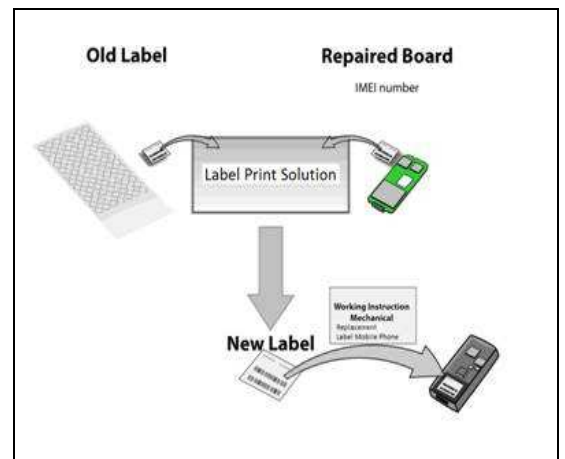 Old Label
Repaired Board
IMEI number
Label Print Solution
Working Instruction
Mechanical
Replacement
Label Mobile Phone
New Label